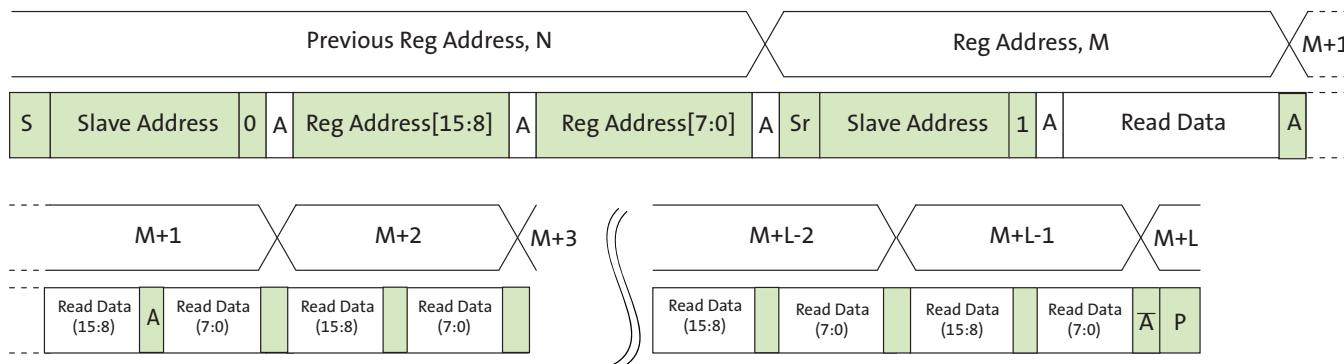 Previous Reg Address, N Reg Address, M M+1
S Slave Address 0 A Reg Address[15:8] A Reg Address[7:0] A Sr Slave Address 1 A Read Data A
M+1 M+2 M+3 M+L-2 M+L-1 M+L
Read Data (15:8) A Read Data (7:0) Read Data (15:8) Read Data (7:0) Read Data (15:8) Read Data (7:0) Read Data (15:8) Read Data (7:0) A̅ P